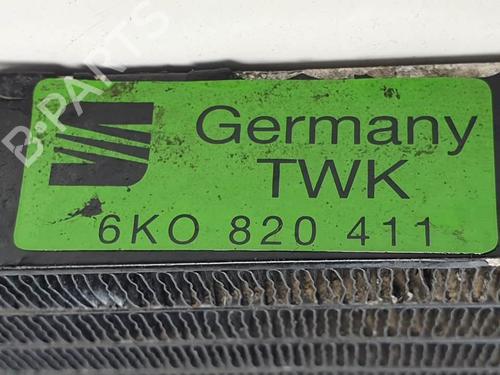 B-PARTS
Germany
TWK
6KO 820 411